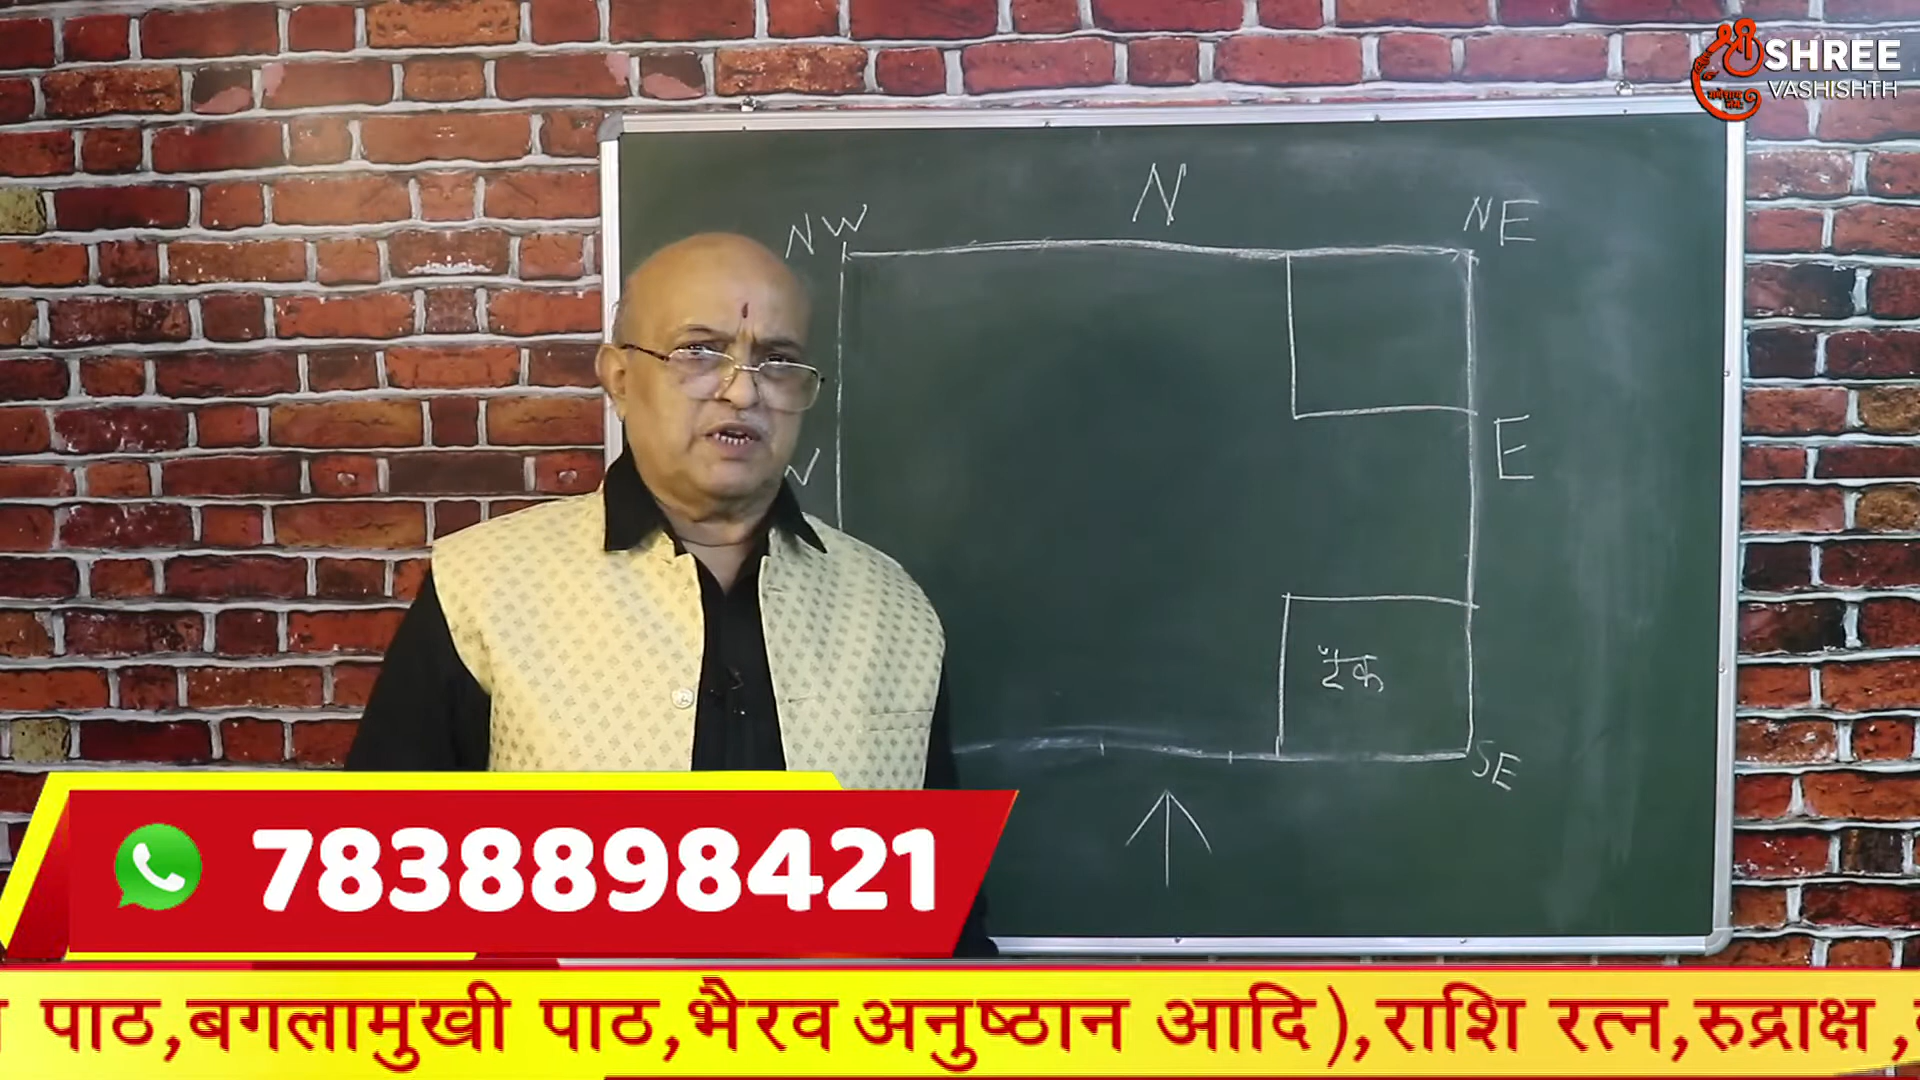 SHREE
VASHISHTH
N
NW
NE
E
रैक
SE
7838898421
पाठ,बगलामुखी पाठ,भैरव अनुष्ठान आदि),राशि रत्न,रुद्राक्ष ,